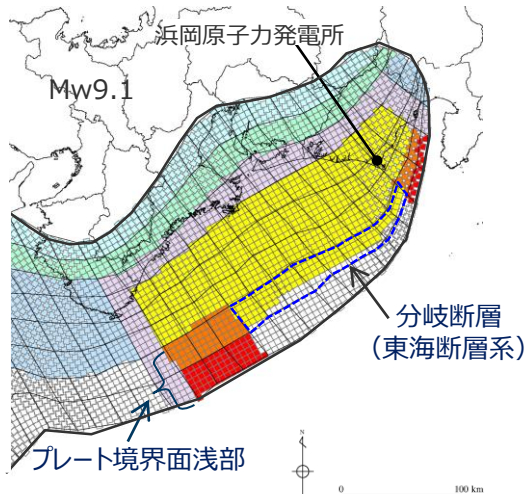 浜岡原子力発電所
Mw9.1
分岐断層
（東海断層系）
プレート境界面浅部
N
0 100 km